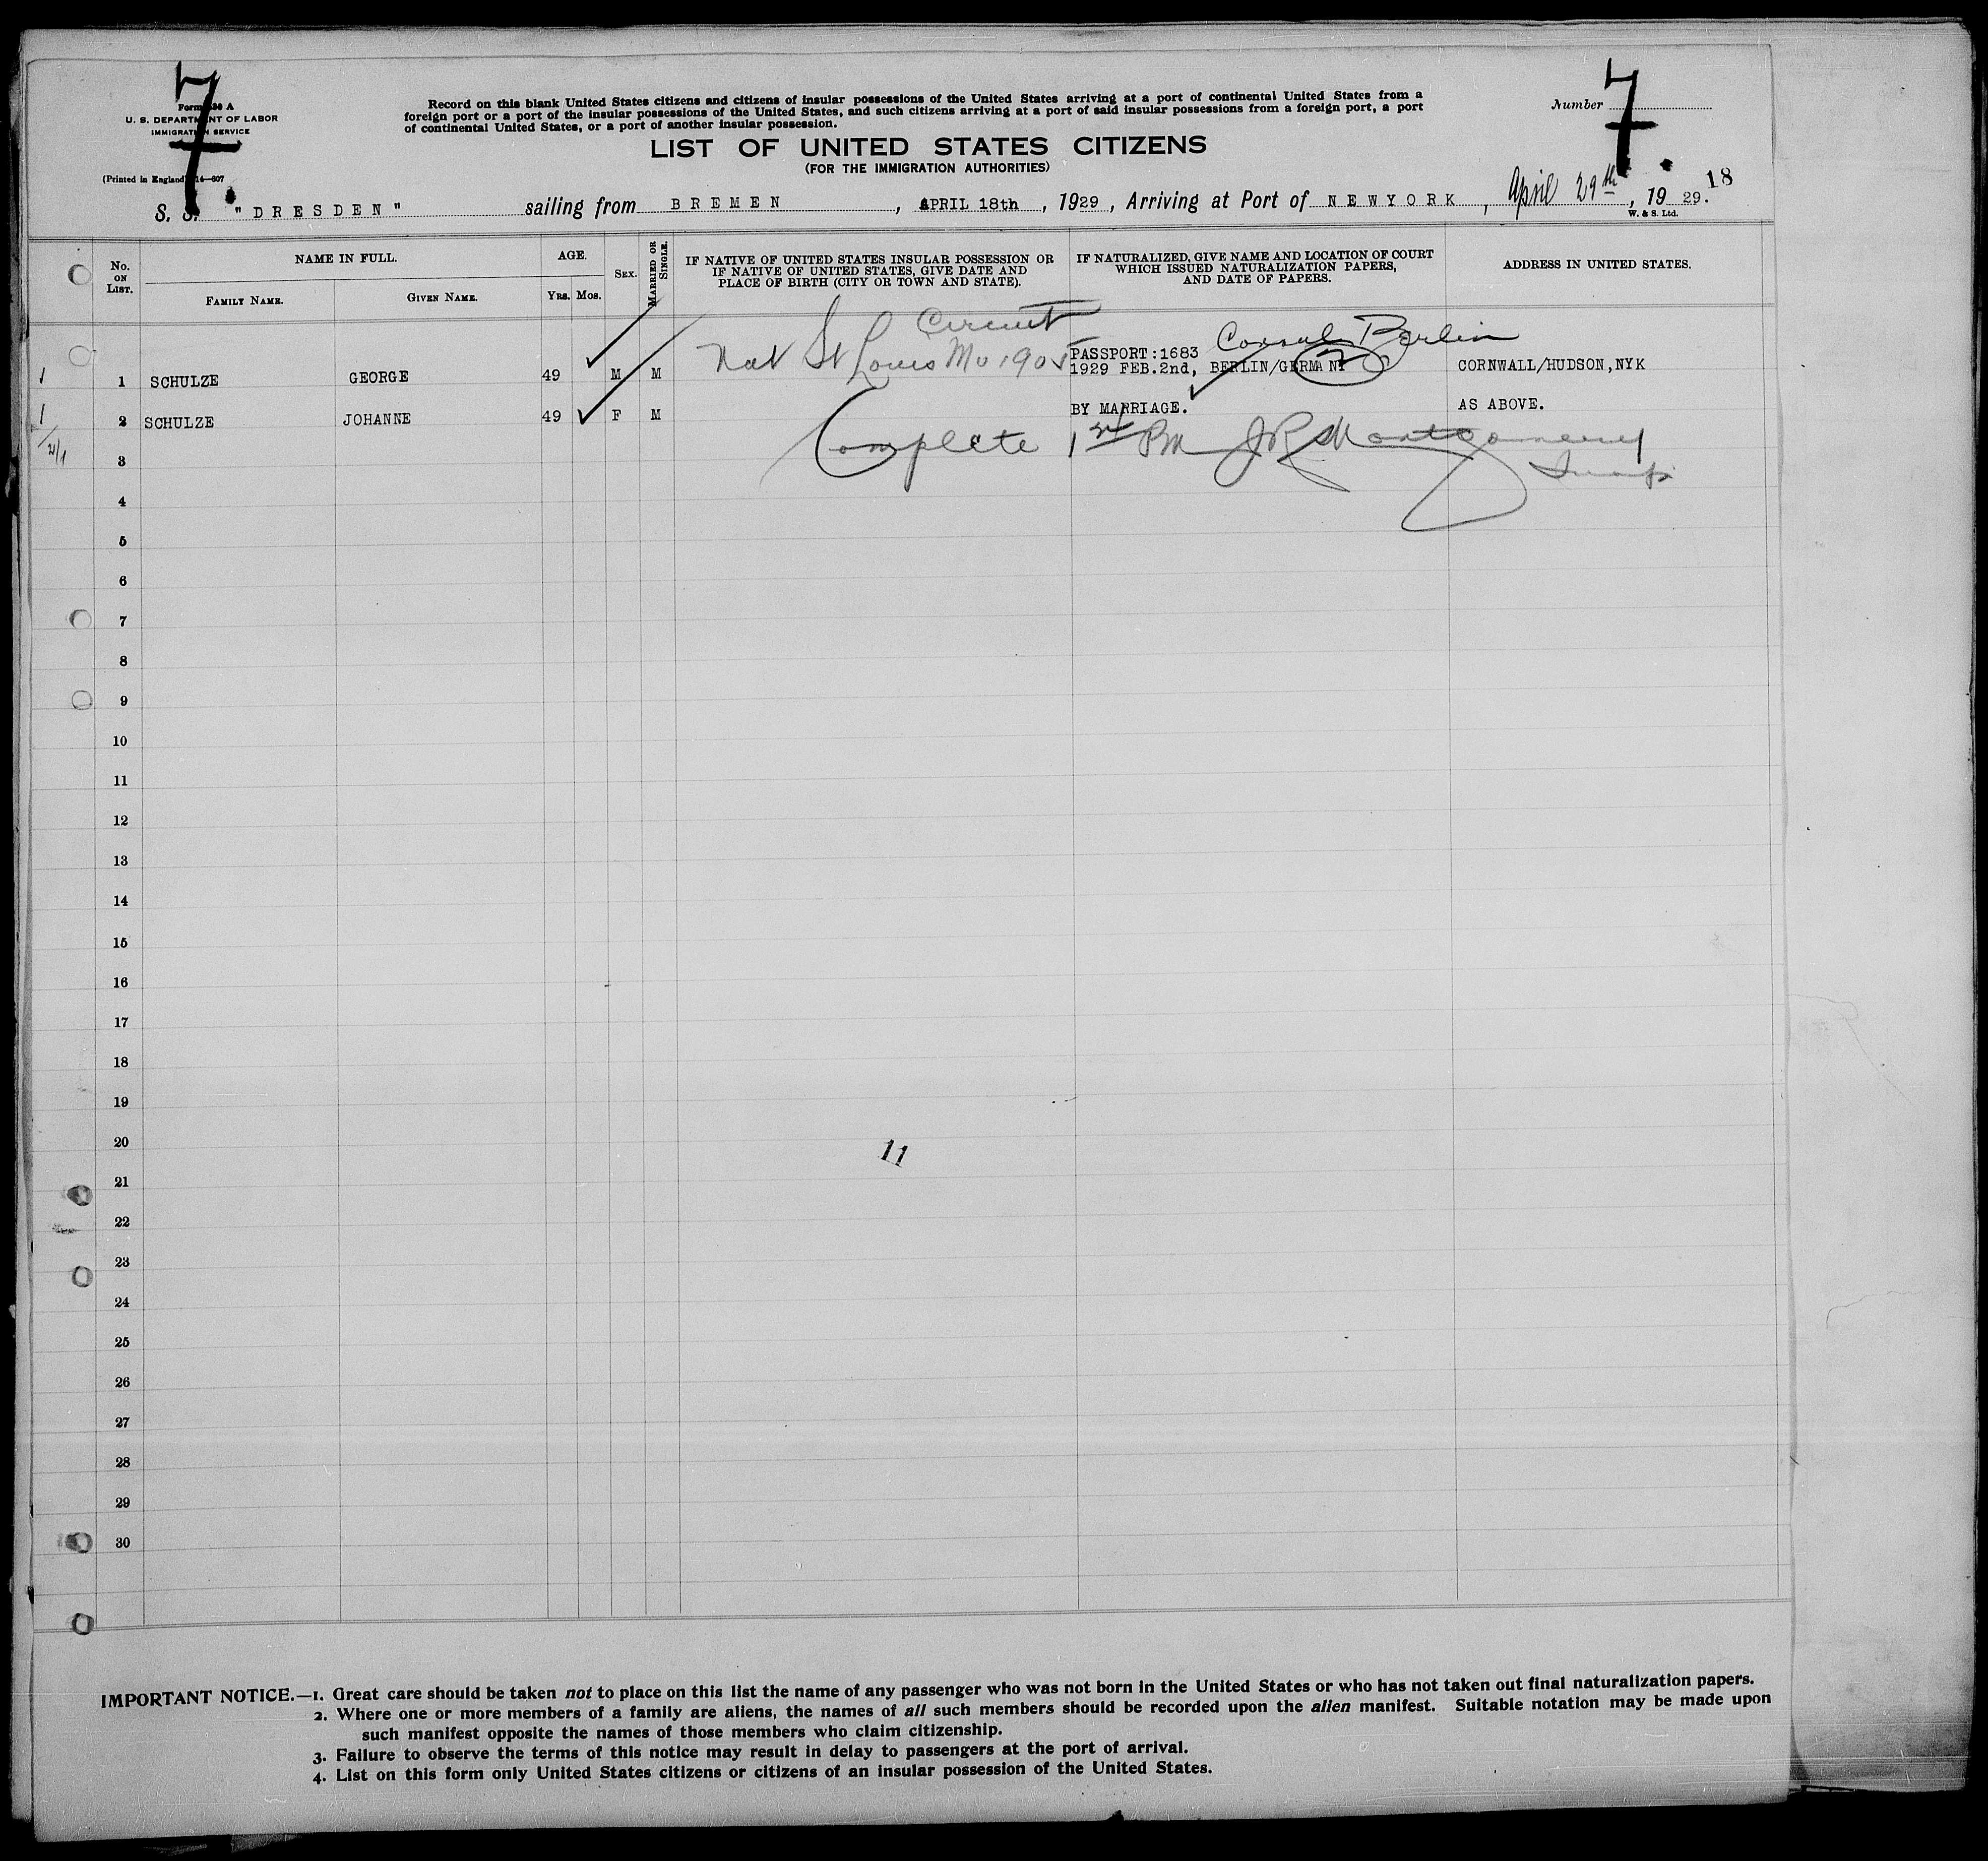 7.
7.
Form 630 A
U. S. DEPARTMENT OF LABOR
IMMIGRATION SERVICE
(Printed in England) 14—607
Record on this blank United States citizens and citizens of insular possessions of the United States arriving at a port of continental United States from a
foreign port or a port of the insular possessions of the United States, and such citizens arriving at a port of said insular possessions from a foreign port, a port
of continental United States, or a port of another insular possession.
Number
LIST OF UNITED STATES CITIZENS
(FOR THE IMMIGRATION AUTHORITIES)
18
S. S. "DRESDEN" sailing from BREMEN, APRIL 18th, 1929, Arriving at Port of NEWYORK, April 29th, 19 29.
W. & S. Ltd.
No. ON LIST.
NAME IN FULL.
FAMILY NAME. GIVEN NAME.
AGE.
Yrs. Mos.
SEX.
MARRIED OR SINGLE.
IF NATIVE OF UNITED STATES INSULAR POSSESSION OR
IF NATIVE OF UNITED STATES, GIVE DATE AND
PLACE OF BIRTH (CITY OR TOWN AND STATE).
IF NATURALIZED, GIVE NAME AND LOCATION OF COURT
WHICH ISSUED NATURALIZATION PAPERS,
AND DATE OF PAPERS.
ADDRESS IN UNITED STATES.
Circuit
Nat St Louis Mo 1905
Consul Berlin
PASSPORT:1683
1 SCHULZE GEORGE 49 M M 1929 FEB.2nd, BERLIN/GERMANY CORNWALL/HUDSON,NYK
2 SCHULZE JOHANNE 49 F M BY MARRIAGE. AS ABOVE.
Complete 1st PM J R Montgomery
Insp.
3
4
5
6
7
8
9
10
11
12
13
14
15
16
17
18
19
20
11
21
22
23
24
25
26
27
28
29
30
IMPORTANT NOTICE.—1. Great care should be taken not to place on this list the name of any passenger who was not born in the United States or who has not taken out final naturalization papers.
2. Where one or more members of a family are aliens, the names of all such members should be recorded upon the alien manifest. Suitable notation may be made upon
such manifest opposite the names of those members who claim citizenship.
3. Failure to observe the terms of this notice may result in delay to passengers at the port of arrival.
4. List on this form only United States citizens or citizens of an insular possession of the United States.